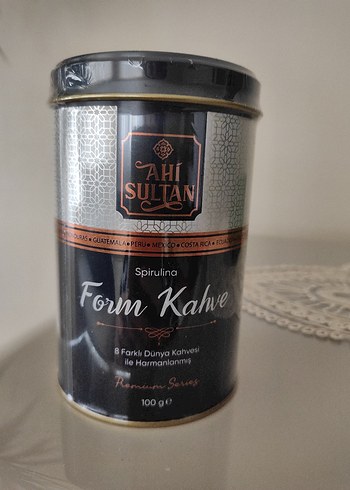 AHİ
SULTAN
HONDURAS • GUATEMALA • PERU • MEXICO • COSTA RICA •
Spirulina
Form Kahve
8 Farklı Dünya Kahvesi
ile Harmanlanmış
Premium Series
100 g ℮